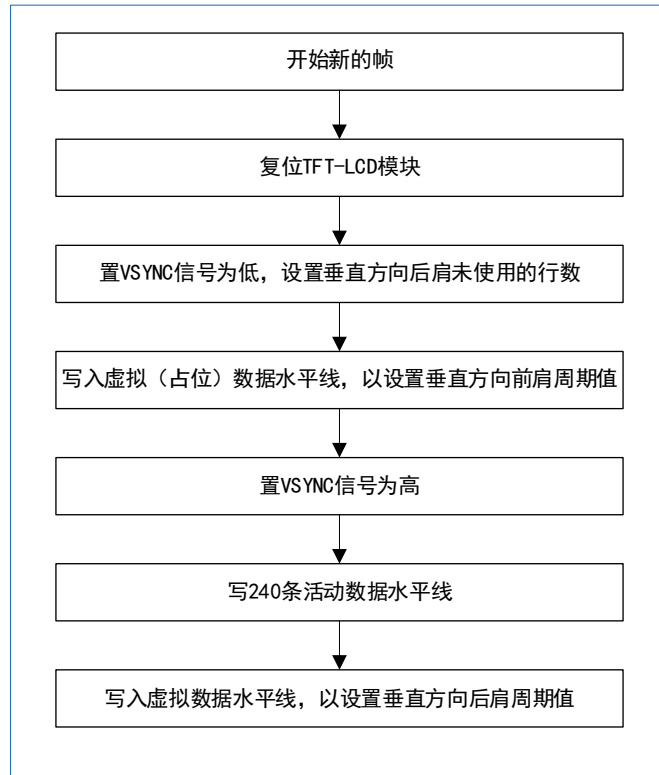 开始新的帧
复位TFT-LCD模块
置VSYNC信号为低，设置垂直方向后肩未使用的行数
写入虚拟（占位）数据水平线，以设置垂直方向前肩周期值
置VSYNC信号为高
写240条活动数据水平线
写入虚拟数据水平线，以设置垂直方向后肩周期值